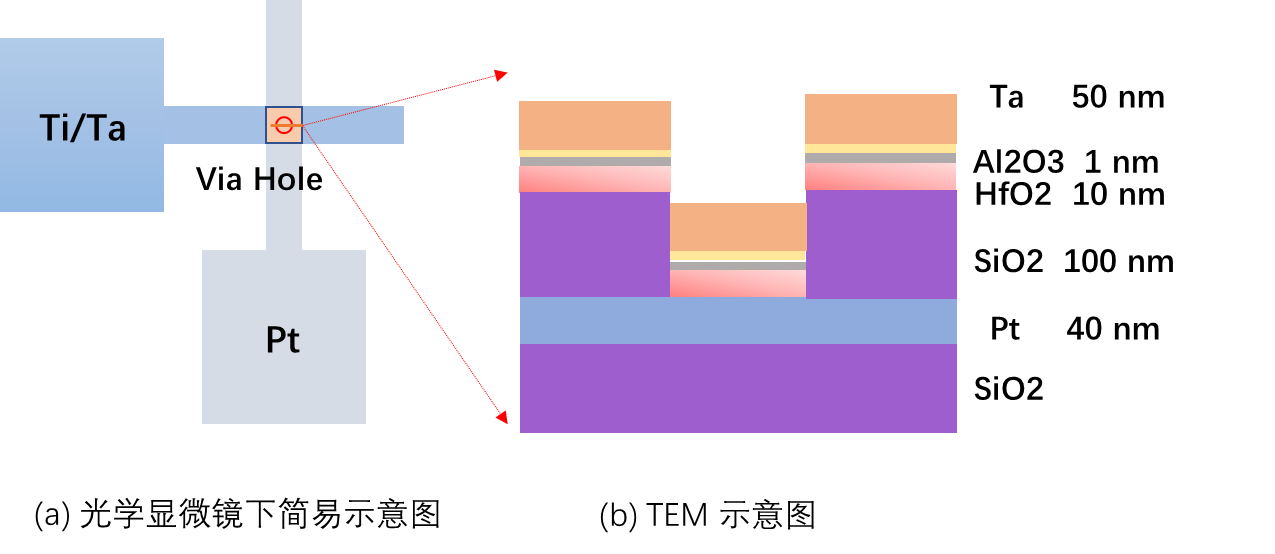 Ti/Ta
Via Hole
Pt
(a) 光学显微镜下简易示意图
Ta 50 nm
Al2O3 1 nm
HfO2 10 nm
SiO2 100 nm
Pt 40 nm
SiO2
(b) TEM 示意图